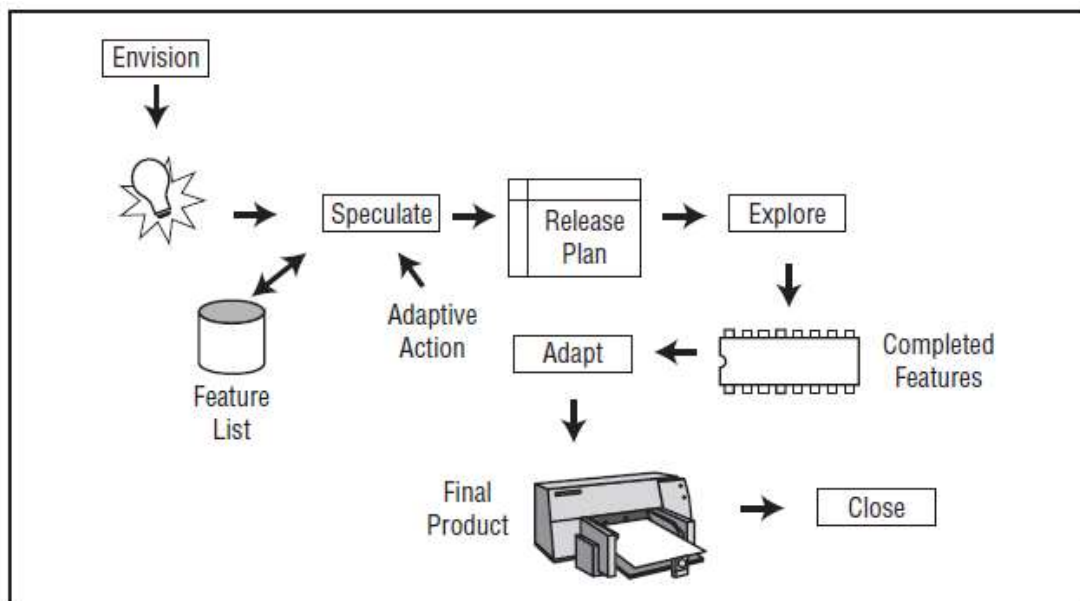 Envision
Speculate
Release
Plan
Explore
Feature
List
Adaptive
Action
Adapt
Completed
Features
Final
Product
Close